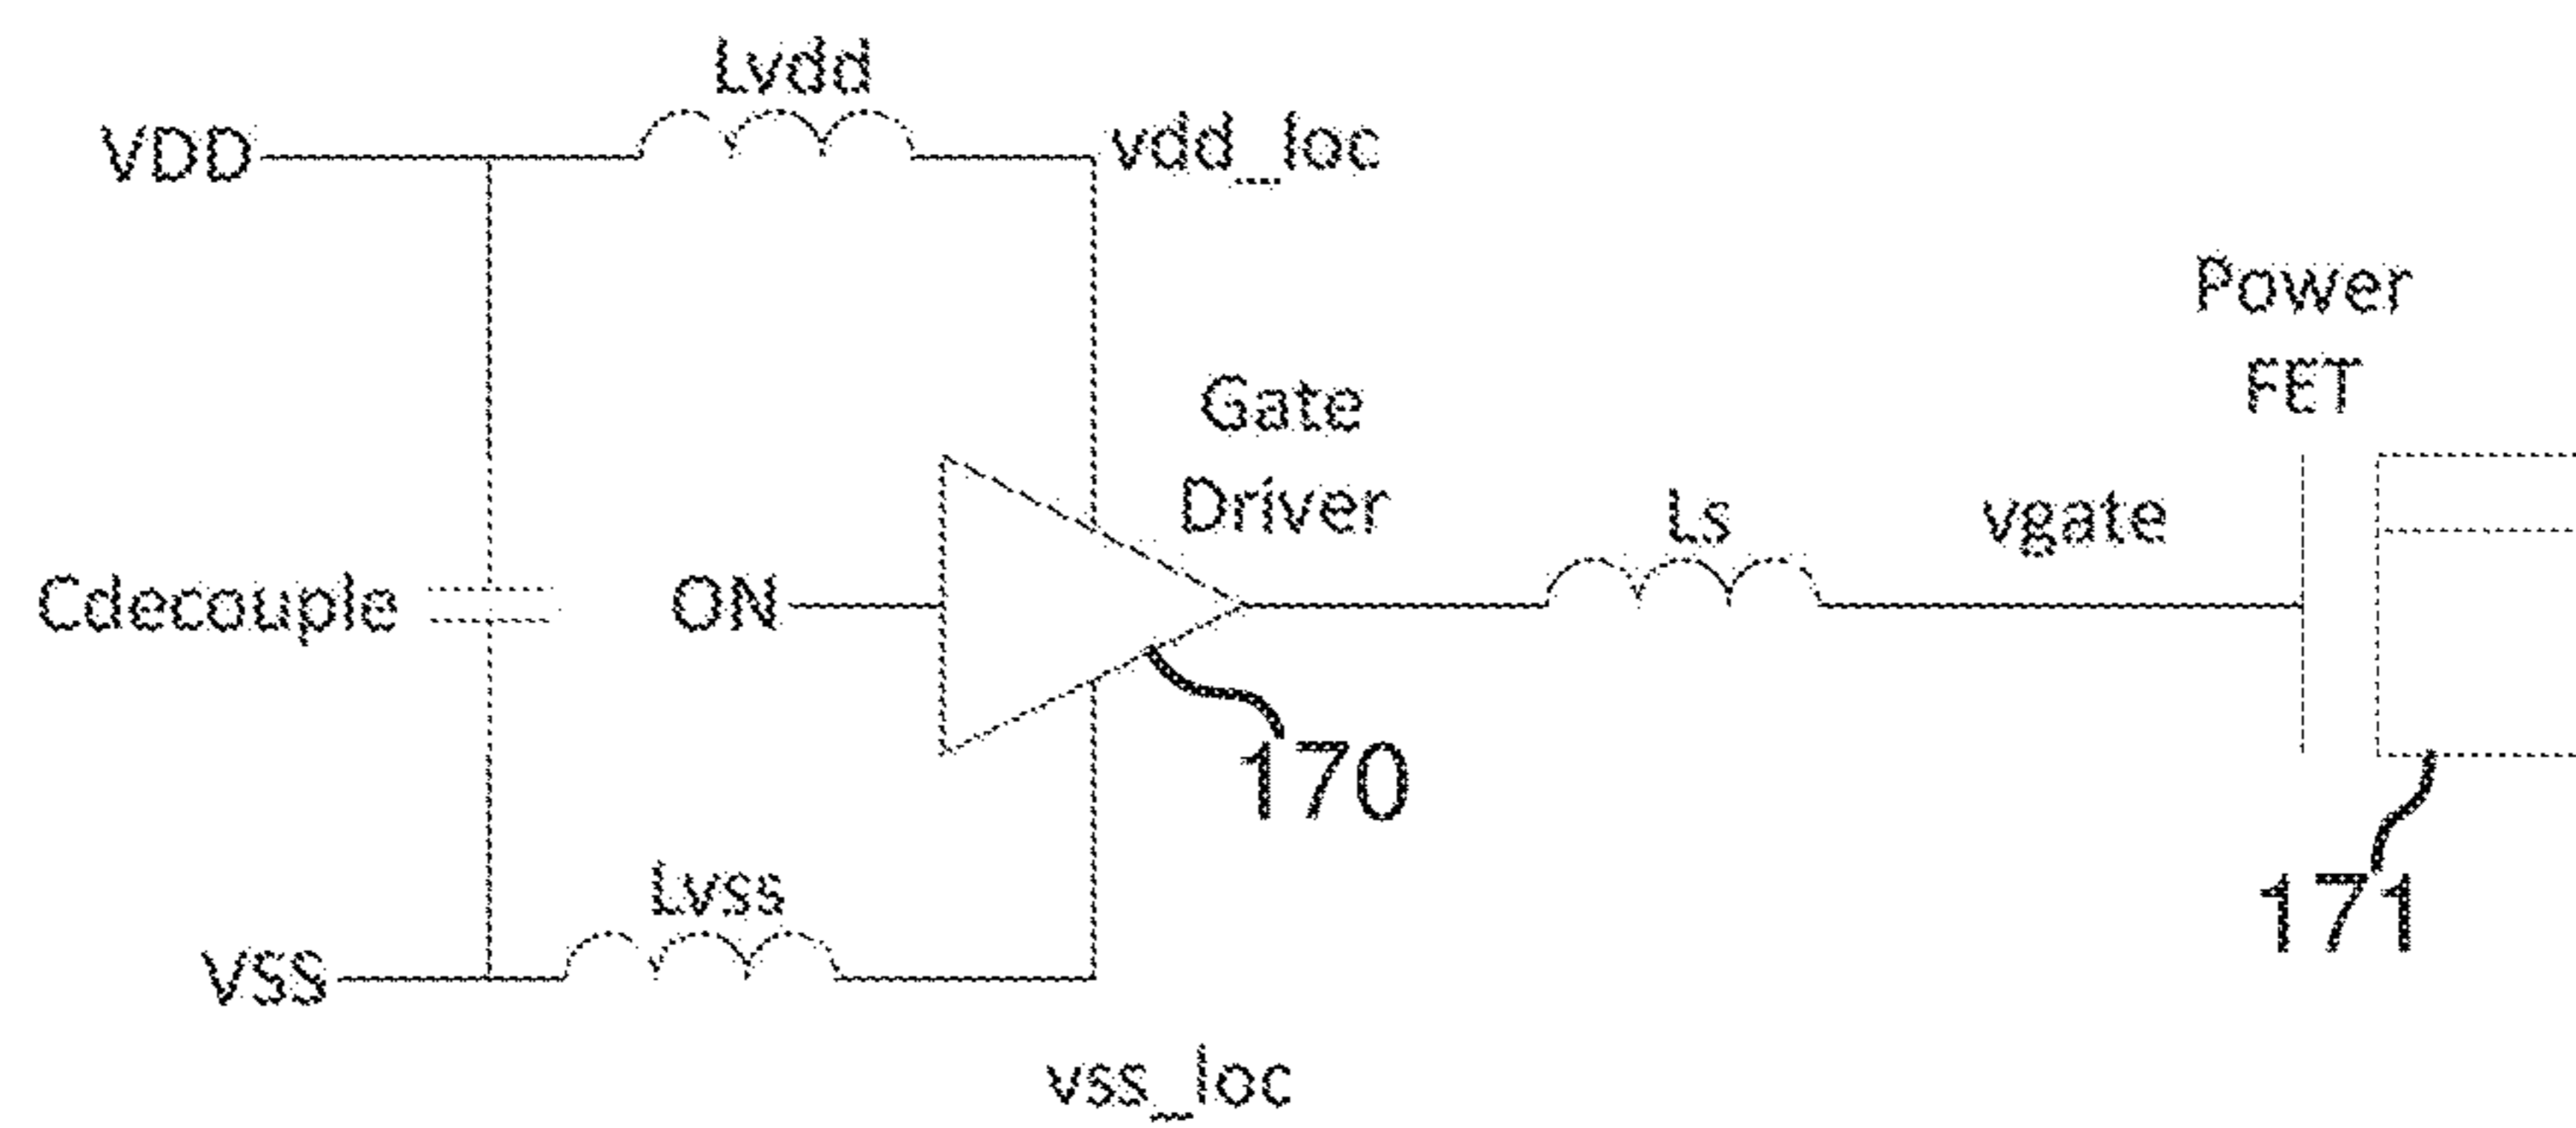 Lvdd
VDD
vdd_loc
Power
FET
Gate
Driver
Ls
vgate
Cdecouple
ON
170
171
Lvss
VSS
vss_loc